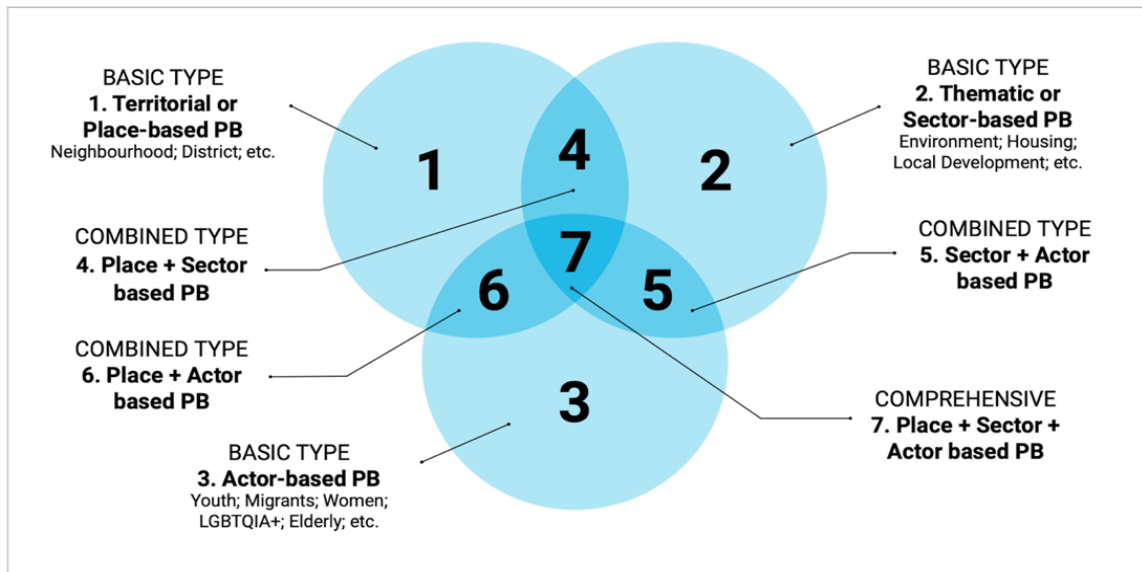 BASIC TYPE
1. Territorial or
Place-based PB
Neighbourhood; District; etc.
BASIC TYPE
2. Thematic or
Sector-based PB
Environment; Housing;
Local Development; etc.
1
4
2
COMBINED TYPE
4. Place + Sector
based PB
7
6
5
COMBINED TYPE
5. Sector + Actor
based PB
COMBINED TYPE
6. Place + Actor
based PB
3
COMPREHENSIVE
7. Place + Sector +
Actor based PB
BASIC TYPE
3. Actor-based PB
Youth; Migrants; Women;
LGBTQIA+; Elderly; etc.